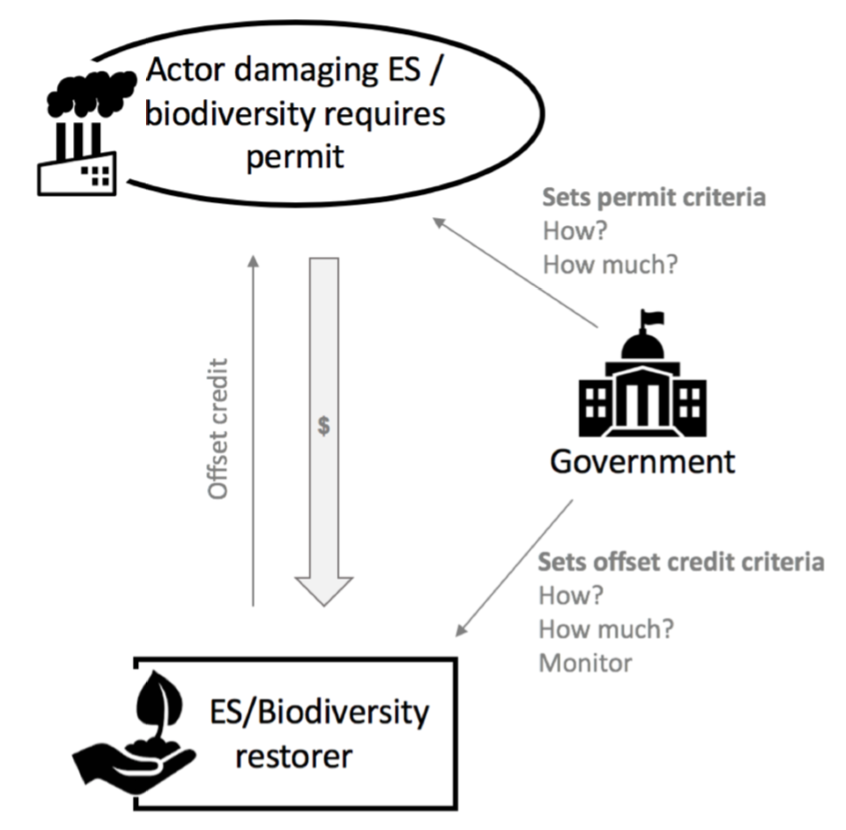 Actor damaging ES /
biodiversity requires
permit
Sets permit criteria
How?
How much?
Offset credit
$
Government
Sets offset credit criteria
How?
How much?
Monitor
ES/Biodiversity
restorer